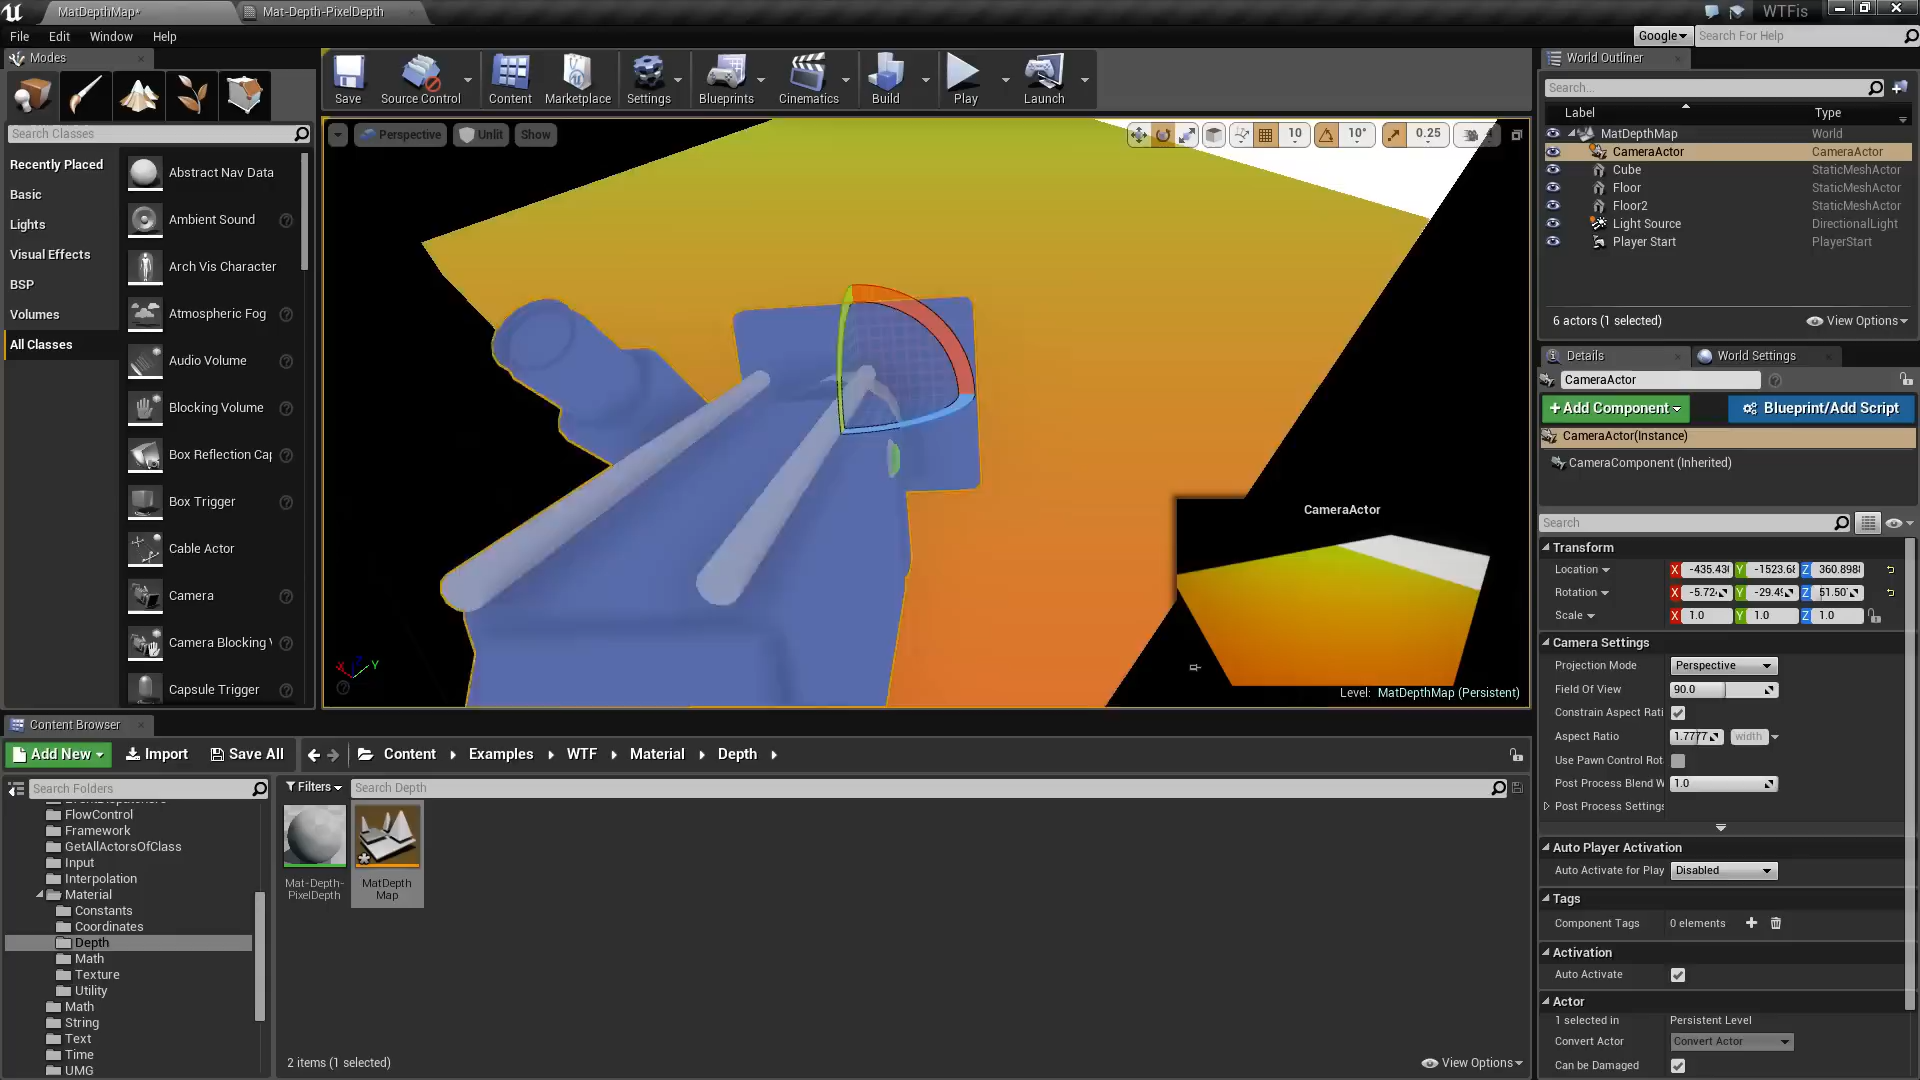 MatDepthMap*
Mat-Depth-PixelDepth
WTFis
File Edit Window Help
Google
Search For Help
Modes
Search Classes
Recently Placed
Basic
Lights
Visual Effects
BSP
Volumes
All Classes
Abstract Nav Data
Ambient Sound
Arch Vis Character
Atmospheric Fog
Audio Volume
Blocking Volume
Box Reflection Cap
Box Trigger
Cable Actor
Camera
Camera Blocking V
Capsule Trigger
Save
Source Control
Content
Marketplace
Settings
Blueprints
Cinematics
Build
Play
Launch
Perspective
Unlit
Show
10
10°
0.25
4
CameraActor
X Z Y
Level: MatDepthMap (Persistent)
World Outliner
Search...
Label Type
MatDepthMap World
CameraActor CameraActor
Cube StaticMeshActor
Floor StaticMeshActor
Floor2 StaticMeshActor
Light Source DirectionalLight
Player Start PlayerStart
6 actors (1 selected)
View Options
Details
World Settings
CameraActor
+Add Component
Blueprint/Add Script
CameraActor(Instance)
CameraComponent (Inherited)
Search
Transform
Location X -435.43 Y -1523.68 Z 360.898
Rotation X -5.72 Y -29.49 Z 51.50
Scale X 1.0 Y 1.0 Z 1.0
Camera Settings
Projection Mode Perspective
Field Of View 90.0
Constrain Aspect Rati
Aspect Ratio 1.7777 width
Use Pawn Control Rot
Post Process Blend W 1.0
Post Process Settings
Auto Player Activation
Auto Activate for Play Disabled
Tags
Component Tags 0 elements
Activation
Auto Activate
Actor
1 selected in Persistent Level
Convert Actor Convert Actor
Can be Damaged
Content Browser
Add New
Import
Save All
Content Examples WTF Material Depth
Search Folders
Filters
Search Depth
FlowControl
Framework
GetAllActorsOfClass
Input
Interpolation
Material
Constants
Coordinates
Depth
Math
Texture
Utility
Math
String
Text
Time
UMG
Mat-Depth-
PixelDepth
MatDepth
Map
2 items (1 selected)
View Options